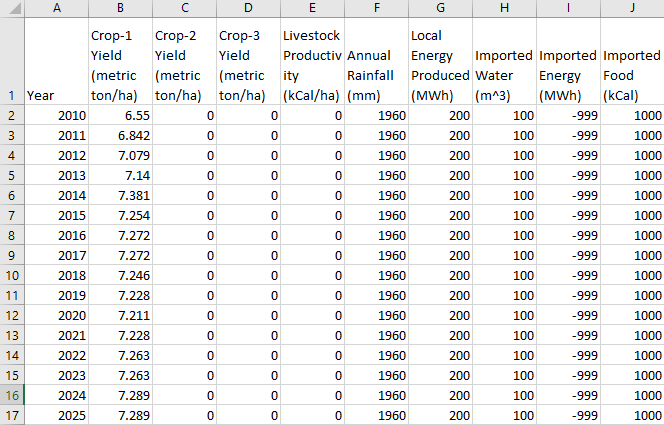 A B C D E F G H I J
1 Year Crop-1 Yield (metric ton/ha) Crop-2 Yield (metric ton/ha) Crop-3 Yield (metric ton/ha) Livestock Productivity (kCal/ha) Annual Rainfall (mm) Local Energy Produced (MWh) Imported Water (m^3) Imported Energy (MWh) Imported Food (kCal)
2 2010 6.55 0 0 0 1960 200 100 -999 1000
3 2011 6.842 0 0 0 1960 200 100 -999 1000
4 2012 7.079 0 0 0 1960 200 100 -999 1000
5 2013 7.14 0 0 0 1960 200 100 -999 1000
6 2014 7.381 0 0 0 1960 200 100 -999 1000
7 2015 7.254 0 0 0 1960 200 100 -999 1000
8 2016 7.272 0 0 0 1960 200 100 -999 1000
9 2017 7.272 0 0 0 1960 200 100 -999 1000
10 2018 7.246 0 0 0 1960 200 100 -999 1000
11 2019 7.228 0 0 0 1960 200 100 -999 1000
12 2020 7.211 0 0 0 1960 200 100 -999 1000
13 2021 7.228 0 0 0 1960 200 100 -999 1000
14 2022 7.263 0 0 0 1960 200 100 -999 1000
15 2023 7.263 0 0 0 1960 200 100 -999 1000
16 2024 7.289 0 0 0 1960 200 100 -999 1000
17 2025 7.289 0 0 0 1960 200 100 -999 1000